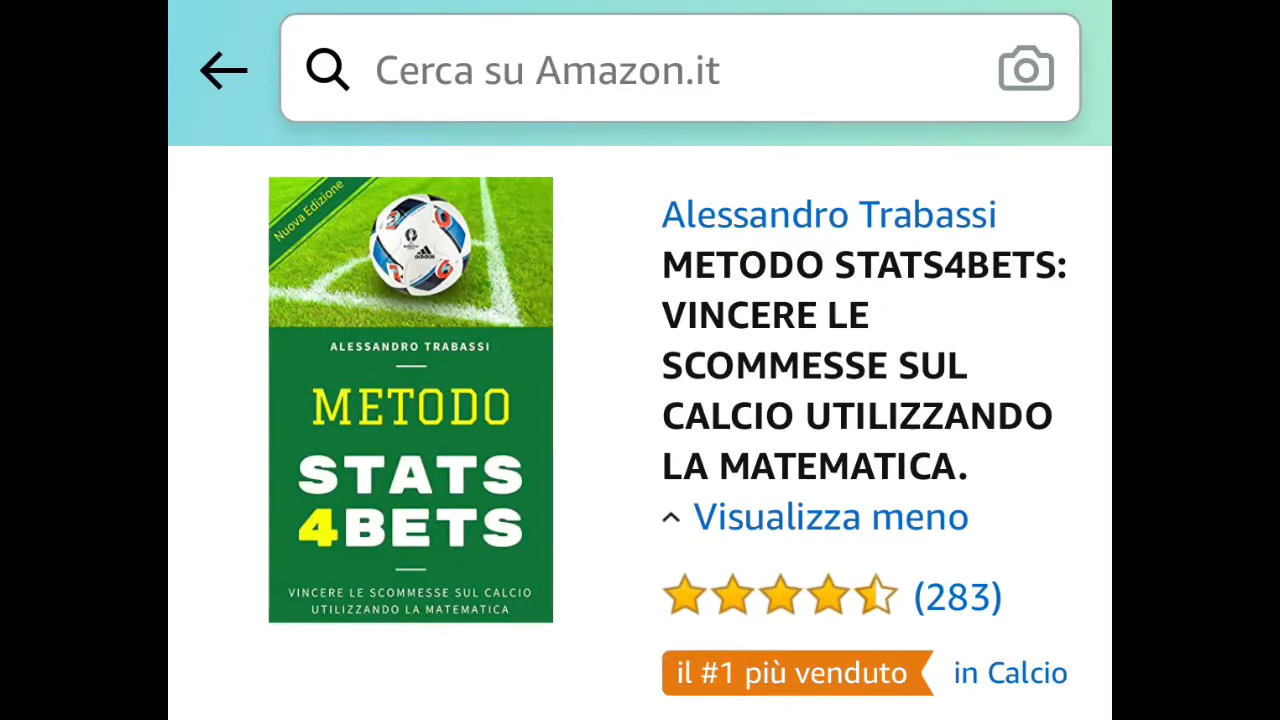 Cerca su Amazon.it
Nuova Edizione
adidas
ALESSANDRO TRABASSI
METODO
STATS
4BETS
VINCERE LE SCOMMESSE SUL CALCIO
UTILIZZANDO LA MATEMATICA
Alessandro Trabassi
METODO STATS4BETS:
VINCERE LE
SCOMMESSE SUL
CALCIO UTILIZZANDO
LA MATEMATICA.
Visualizza meno
(283)
il #1 più venduto in Calcio